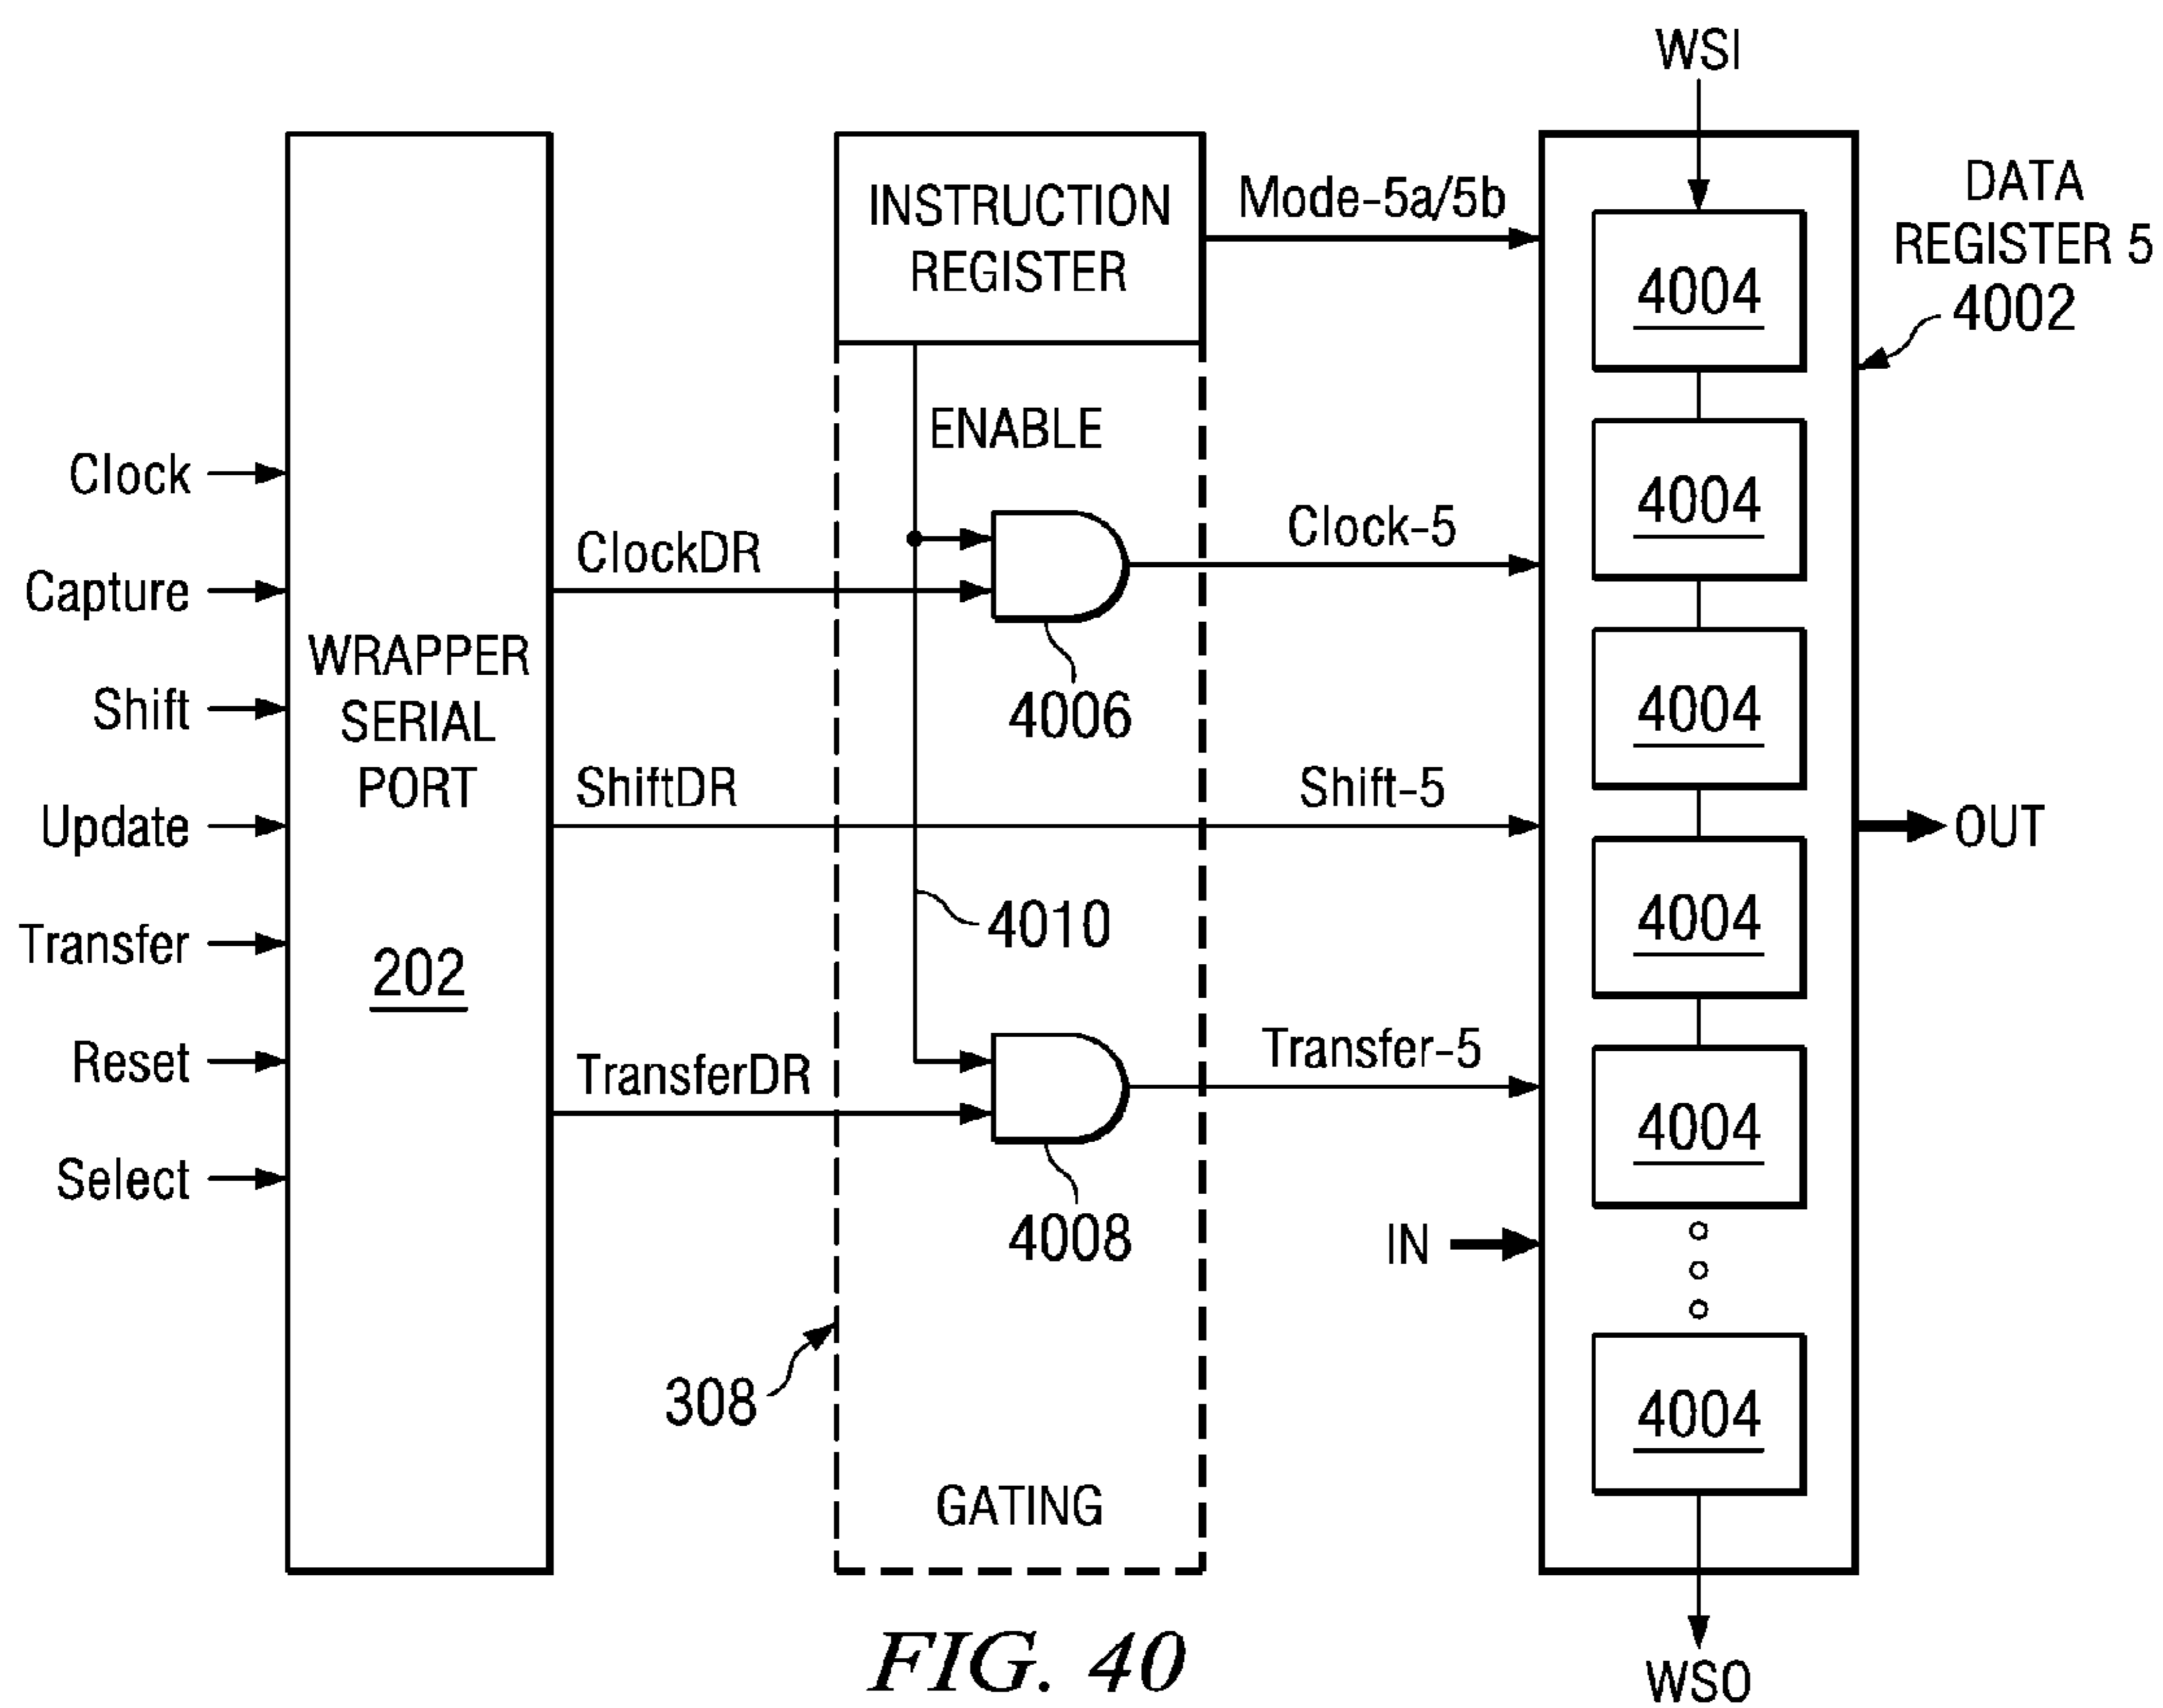 WSI
DATA
REGISTER 5
4002
INSTRUCTION
REGISTER
Mode-5a/5b
4004
ENABLE
Clock
Capture
Shift
Update
Transfer
Reset
Select
WRAPPER
SERIAL
PORT
202
ClockDR
Clock-5
4004
4006
4004
ShiftDR
Shift-5
OUT
4010
4004
TransferDR
Transfer-5
4004
4008
IN
308
4004
GATING
FIG. 40
WSO